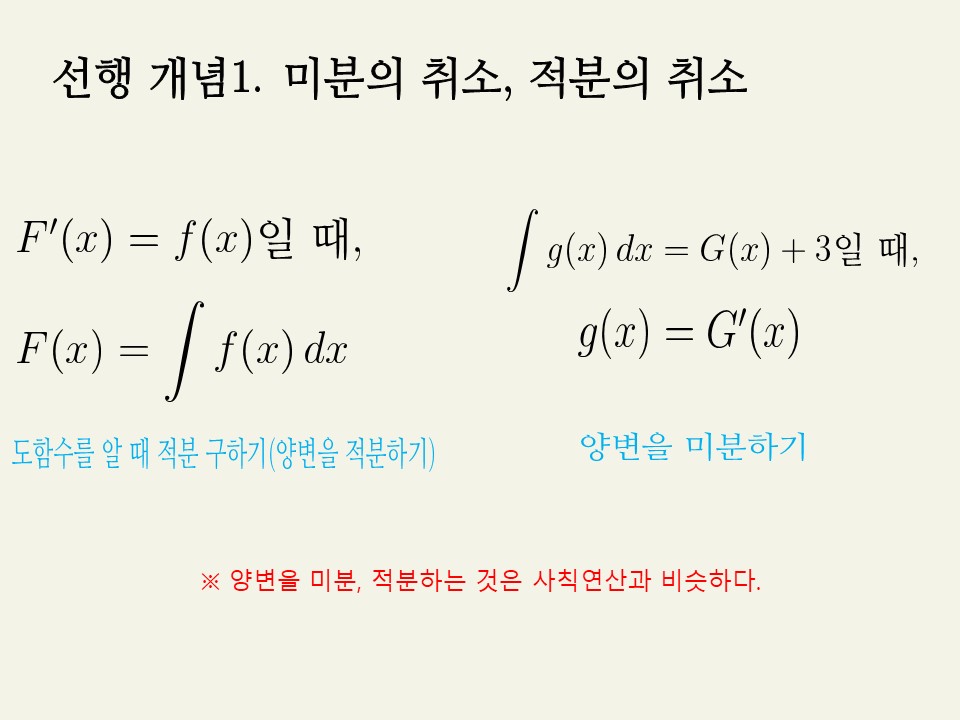 선행 개념1. 미분의 취소, 적분의 취소
F′(x) = f(x)일 때,
F(x) = ∫ f(x) dx
도함수를 알 때 적분 구하기(양변을 적분하기)
∫ g(x) dx = G(x) + 3일 때,
g(x) = G′(x)
양변을 미분하기
※ 양변을 미분, 적분하는 것은 사칙연산과 비슷하다.